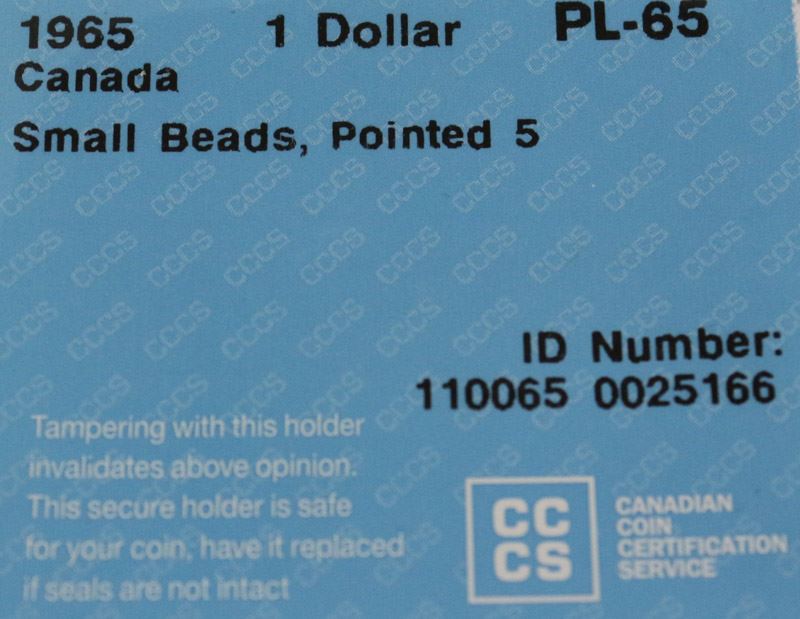 1965 1 Dollar PL-65
Canada
Small Beads, Pointed 5
ID Number:
110065 0025166
Tampering with this holder
invalidates above opinion.
This secure holder is safe
for your coin, have it replaced
if seals are not intact
CC
CS
CANADIAN
COIN
CERTIFICATION
SERVICE